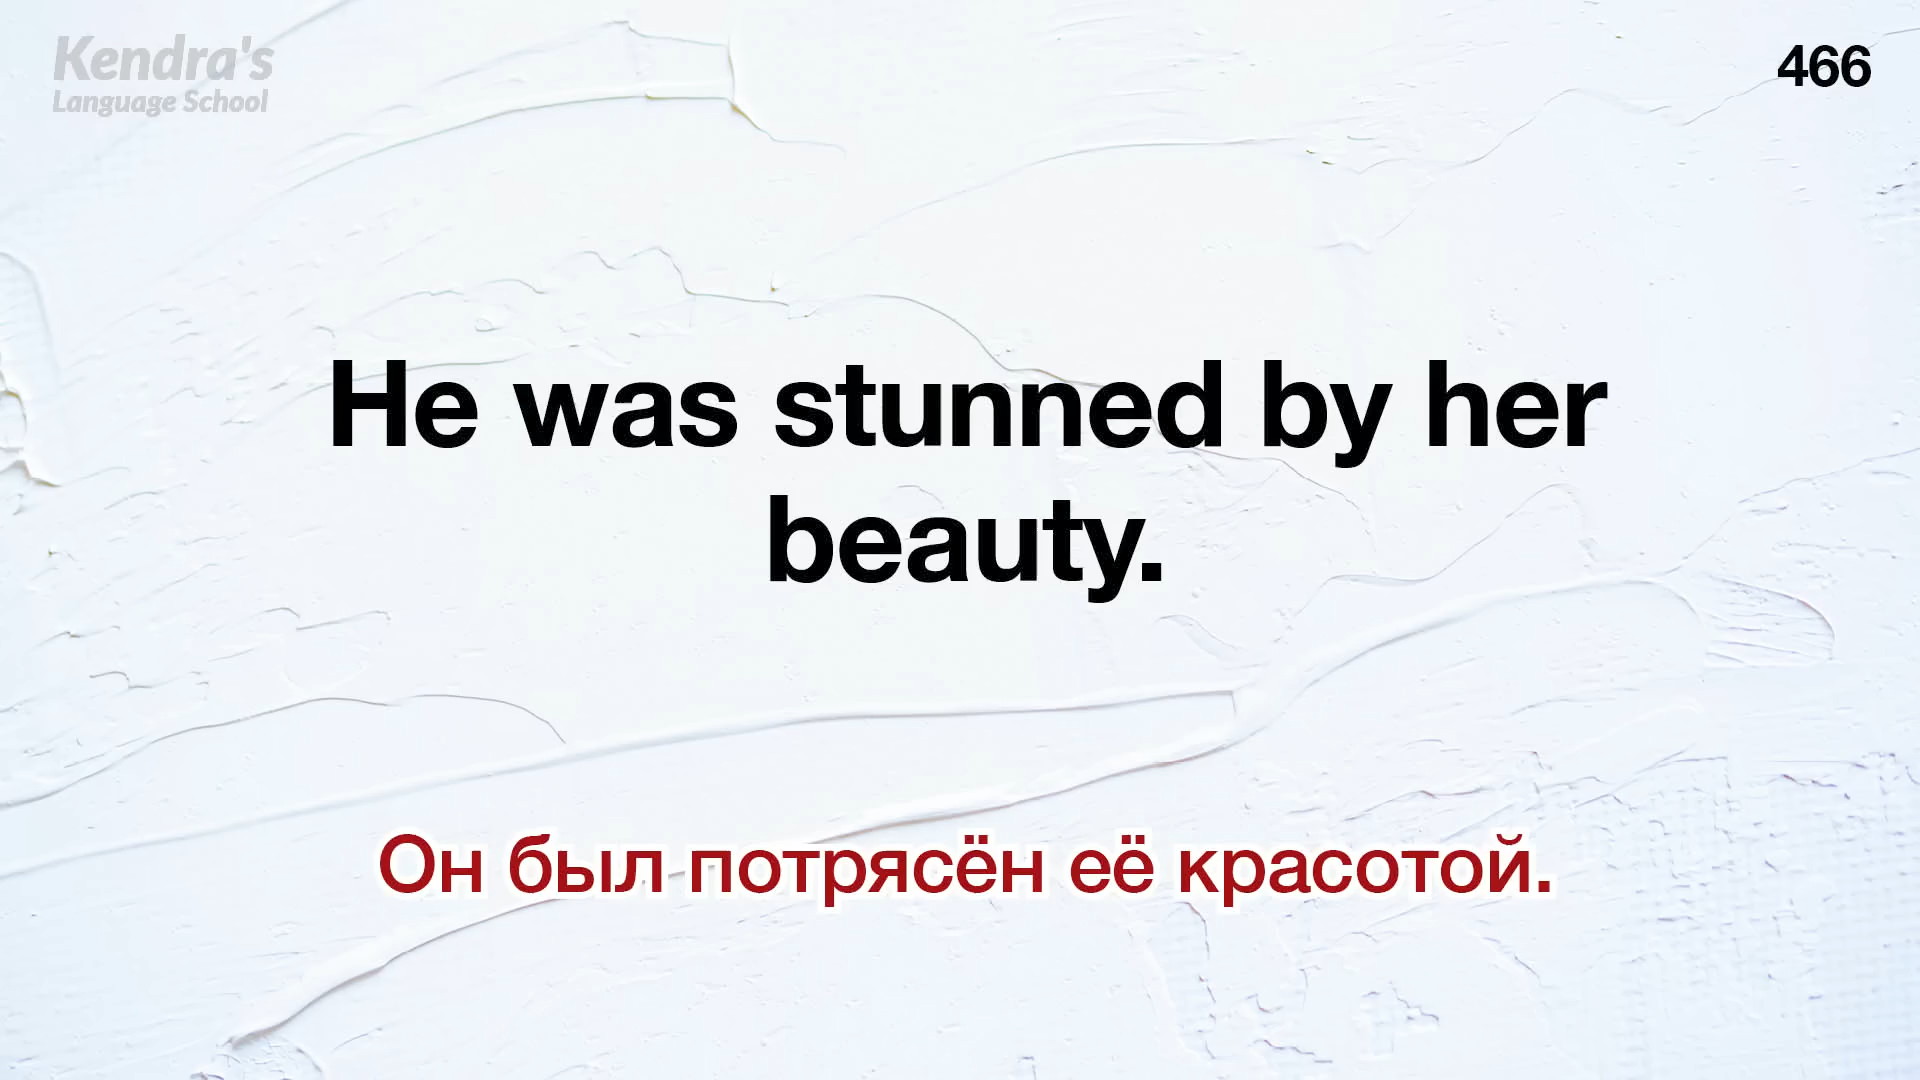 Kendra's
Language School
466
He was stunned by her
beauty.
Он был потрясён её красотой.